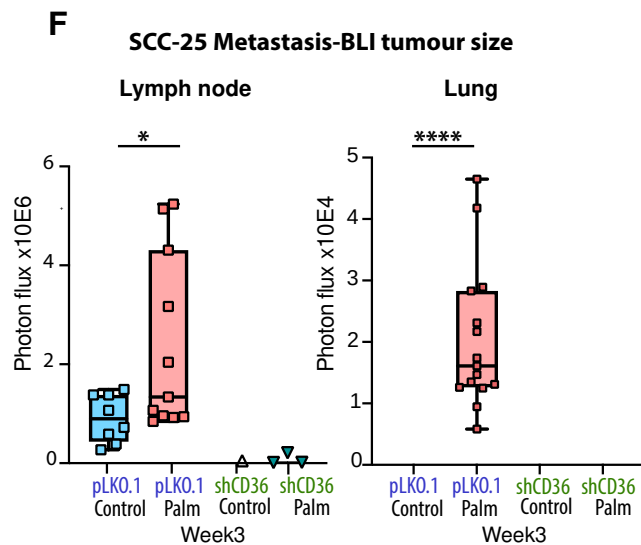 F
SCC-25 Metastasis-BLI tumour size
Lymph node
Lung
*
****
Photon flux x10E6
6
4
2
0
pLKO.1 pLKO.1 shCD36 shCD36
Control Palm Control Palm
Week3
Photon flux x10E4
5
4
3
2
1
0
pLKO.1 pLKO.1 shCD36 shCD36
Control Palm Control Palm
Week3